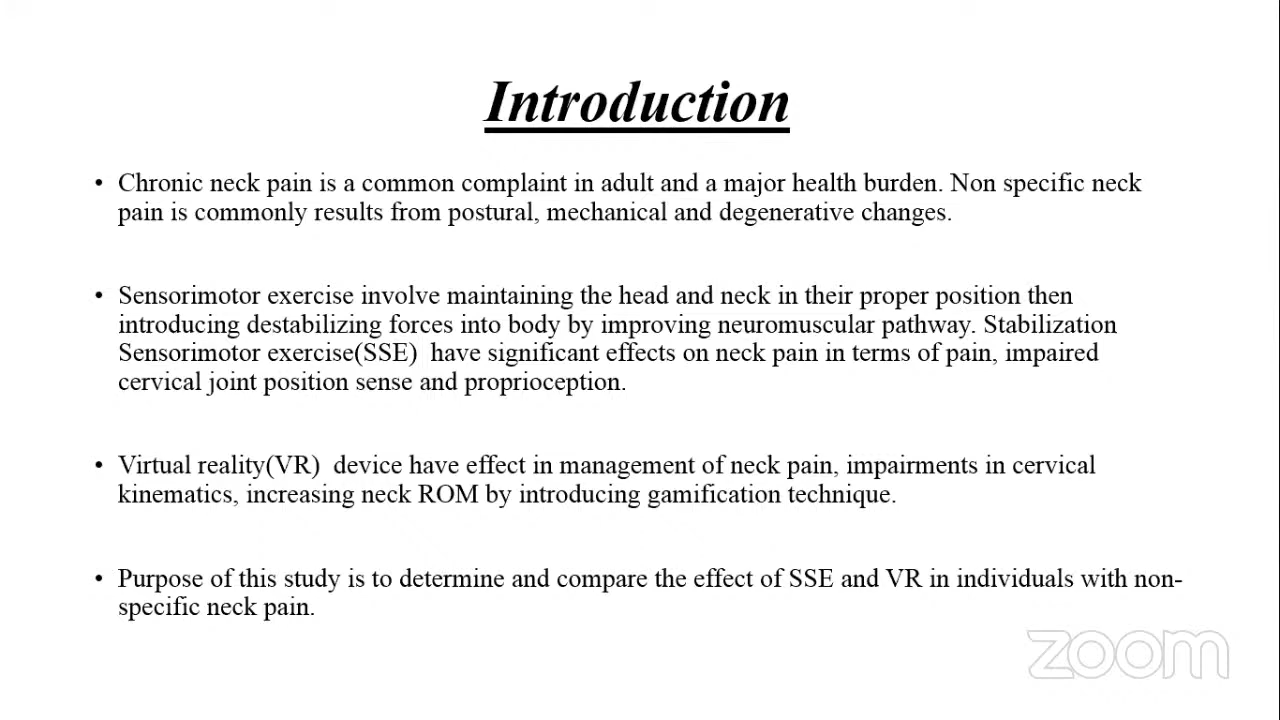 Introduction
• Chronic neck pain is a common complaint in adult and a major health burden. Non specific neck
pain is commonly results from postural, mechanical and degenerative changes.
• Sensorimotor exercise involve maintaining the head and neck in their proper position then
introducing destabilizing forces into body by improving neuromuscular pathway. Stabilization
Sensorimotor exercise(SSE)  have significant effects on neck pain in terms of pain, impaired
cervical joint position sense and proprioception.
• Virtual reality(VR)  device have effect in management of neck pain, impairments in cervical
kinematics, increasing neck ROM by introducing gamification technique.
• Purpose of this study is to determine and compare the effect of SSE and VR in individuals with non-
specific neck pain.
zoom